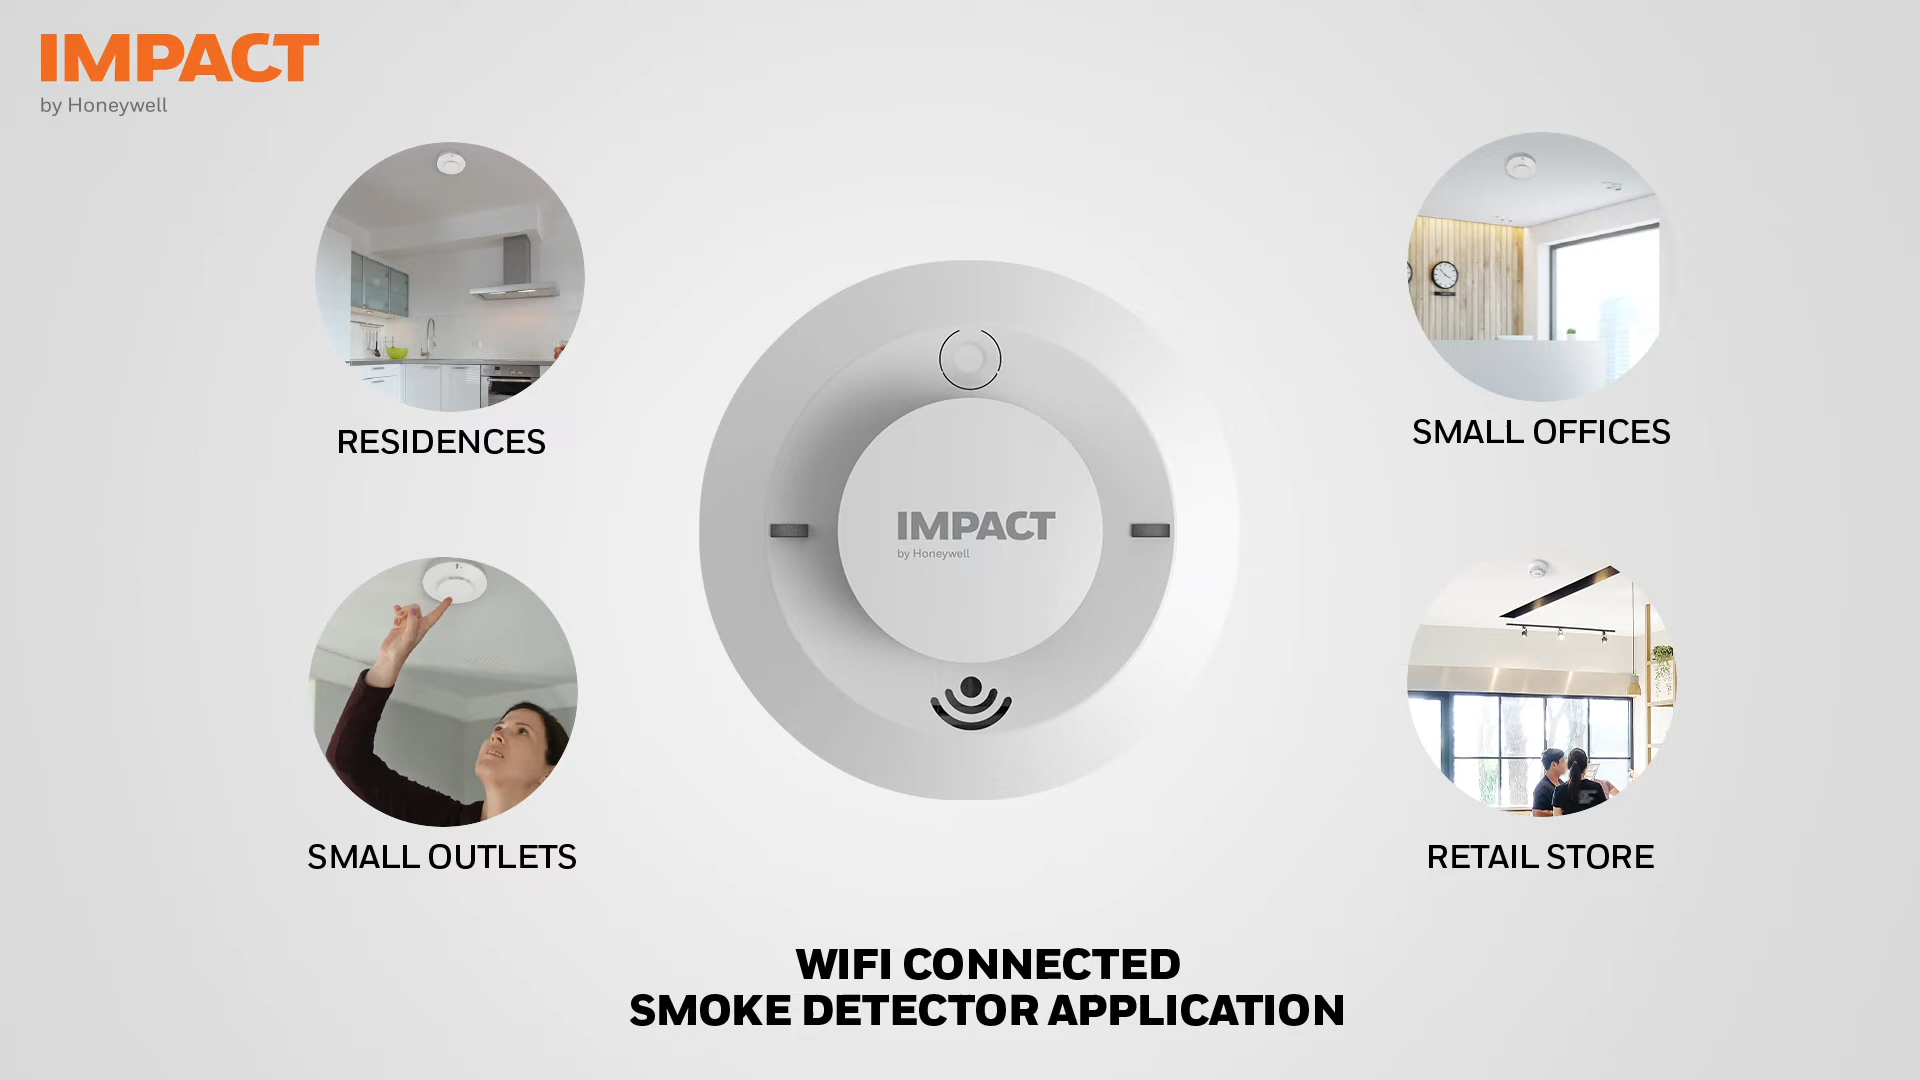 IMPACT
by Honeywell
RESIDENCES
SMALL OFFICES
IMPACT
by Honeywell
SMALL OUTLETS
RETAIL STORE
WIFI CONNECTED
SMOKE DETECTOR APPLICATION